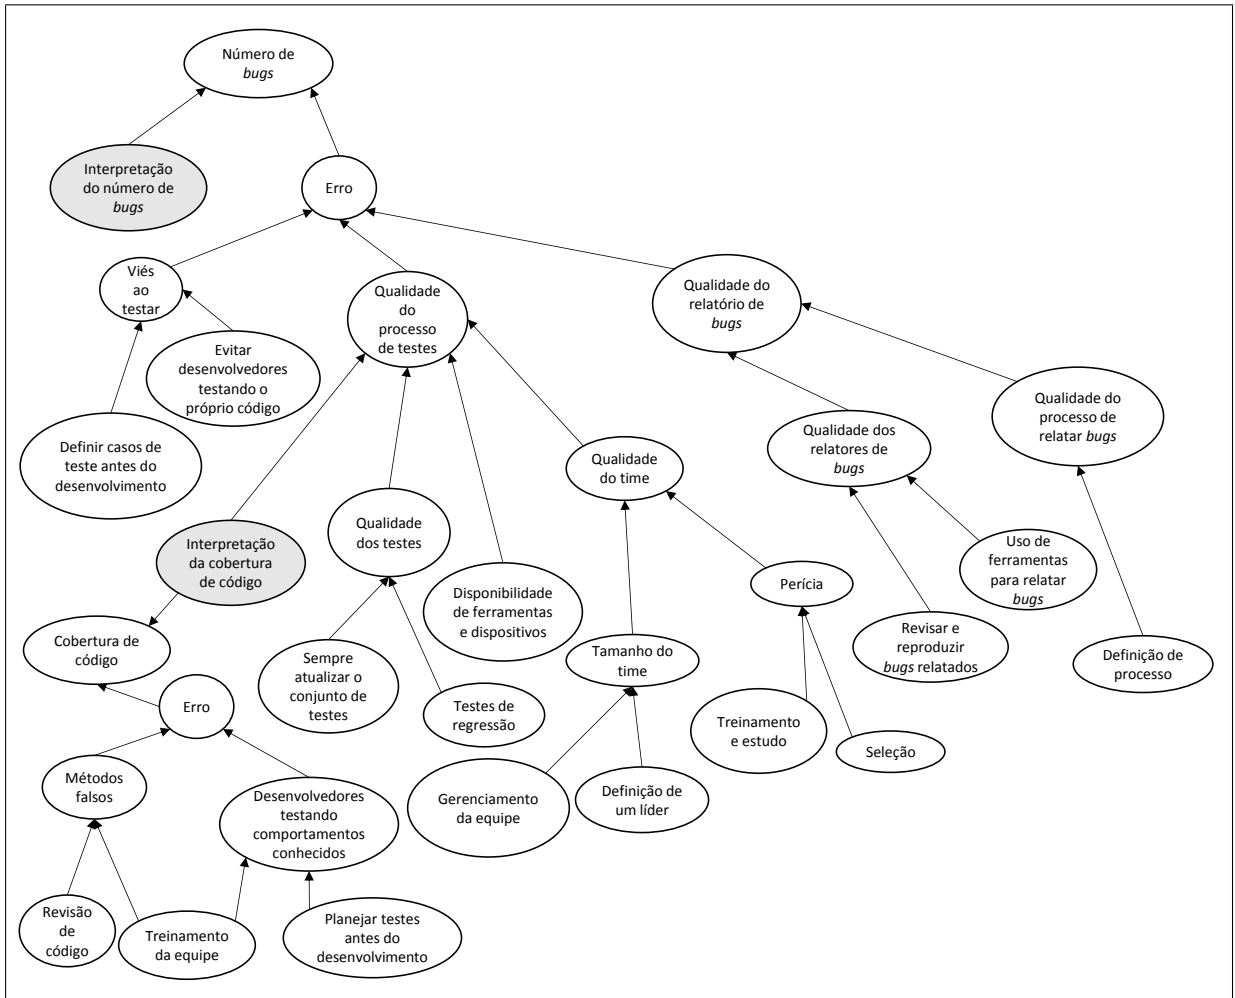 Número de
bugs
Interpretação
do número de
bugs
Erro
Viés
ao
testar
Qualidade
do
processo
de testes
Qualidade do
relatório de
bugs
Evitar
desenvolvedores
testando o
próprio código
Qualidade do
processo de
relatar bugs
Definir casos de
teste antes do
desenvolvimento
Qualidade
do time
Qualidade dos
relatores de
bugs
Interpretação
da cobertura
de código
Qualidade
dos testes
Disponibilidade
de ferramentas
e dispositivos
Perícia
Uso de
ferramentas
para relatar
bugs
Cobertura de
código
Sempre
atualizar o
conjunto de
testes
Tamanho do
time
Revisar e
reproduzir
bugs relatados
Definição de
processo
Erro
Testes de
regressão
Treinamento
e estudo
Seleção
Métodos
falsos
Desenvolvedores
testando
comportamentos
conhecidos
Gerenciamento
da equipe
Definição de
um líder
Revisão
de
código
Treinamento
da equipe
Planejar testes
antes do
desenvolvimento